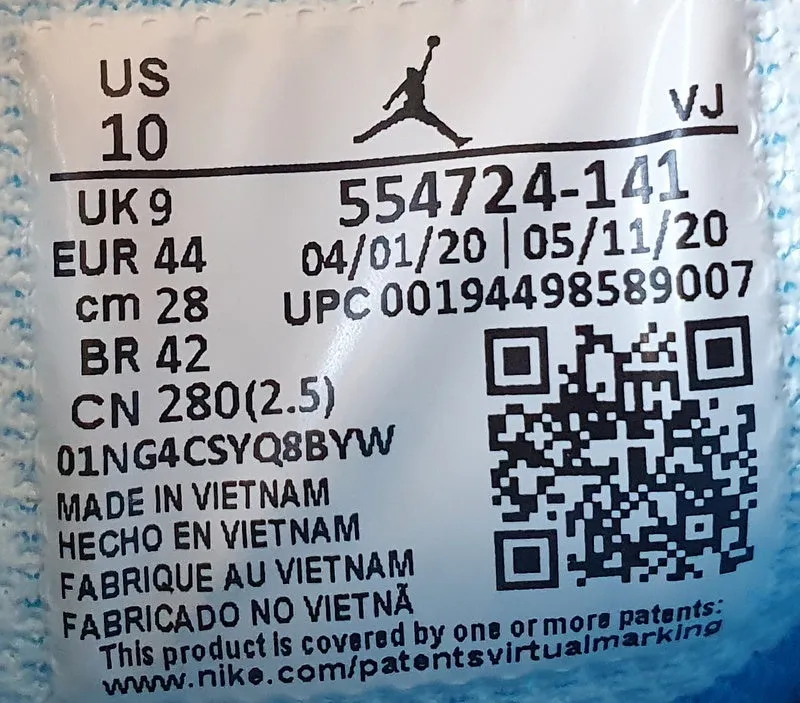 US
10
VJ
UK 9
554724-141
EUR 44
04/01/20 | 05/11/20
cm 28
UPC 00194498589007
BR 42
CN 280(2.5)
01NG4CSYQ8BYW
MADE IN VIETNAM
HECHO EN VIETNAM
FABRIQUE AU VIETNAM
FABRICADO NO VIETNÃ
This product is covered by one or more patents:
www.nike.com/patentsvirtualmarking